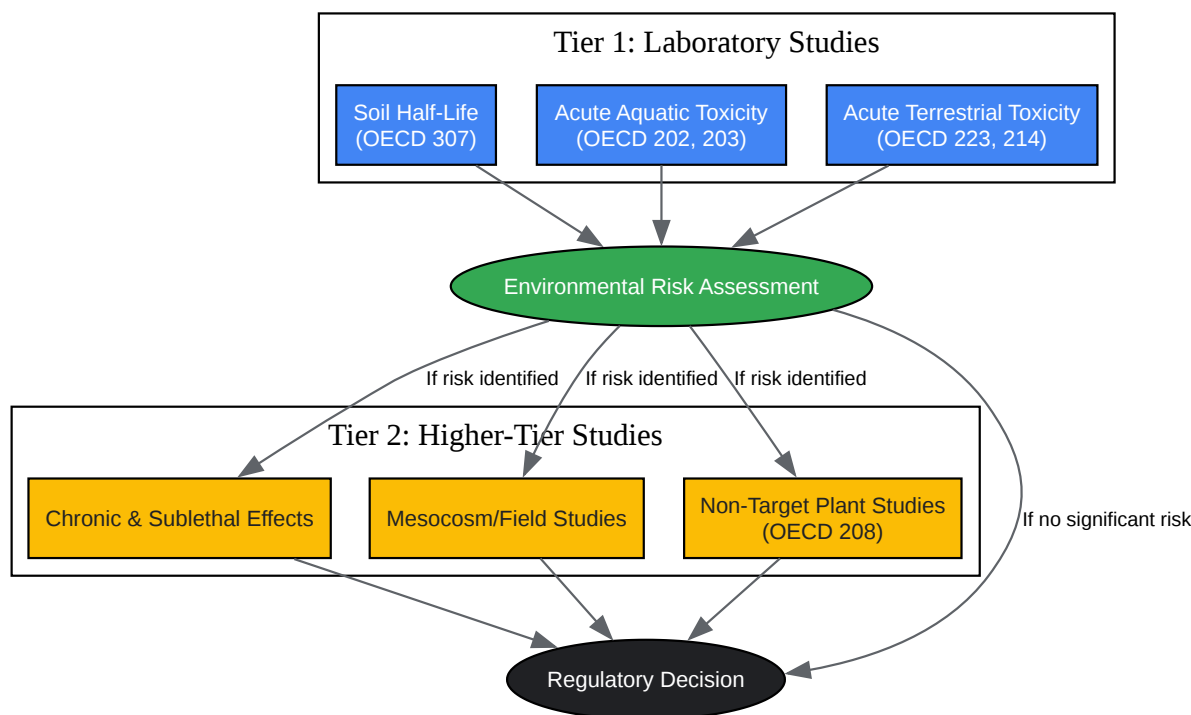 Tier 1: Laboratory Studies
Soil Half-Life
(OECD 307)
Acute Aquatic Toxicity
(OECD 202, 203)
Acute Terrestrial Toxicity
(OECD 223, 214)
Environmental Risk Assessment
If risk identified
If risk identified
If risk identified
Tier 2: Higher-Tier Studies
Chronic & Sublethal Effects
Mesocosm/Field Studies
Non-Target Plant Studies
(OECD 208)
If no significant risk
Regulatory Decision